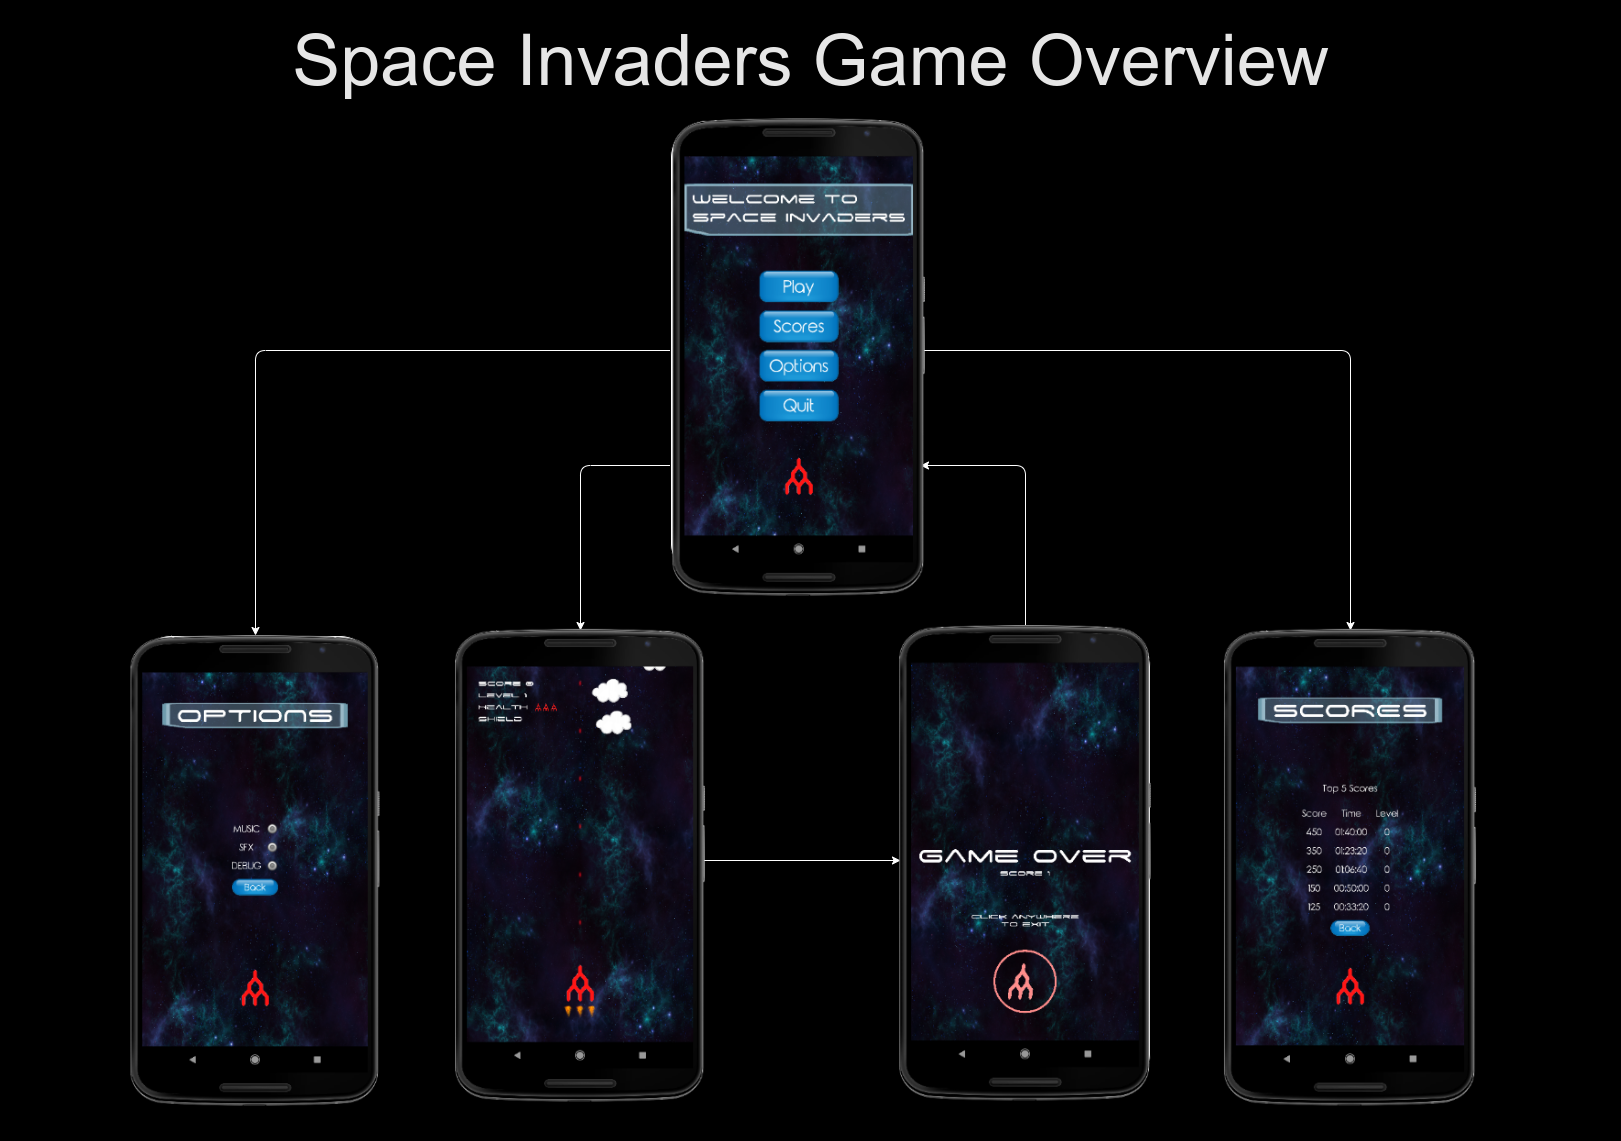 Space Invaders Game Overview
WELCOME TO
SPACE INVADERS
Play
Scores
Options
Quit
OPTIONS
MUSIC
SFX
DEBUG
Back
SCORE 0
LEVEL 1
HEALTH
SHIELD
GAME OVER
SCORE 1
CLICK ANYWHERE
TO EXIT
SCORES
Top 5 Scores
Score Time Level
450 01:40:00 0
350 01:23:20 0
250 01:06:40 0
150 00:50:00 0
125 00:33:20 0
Back